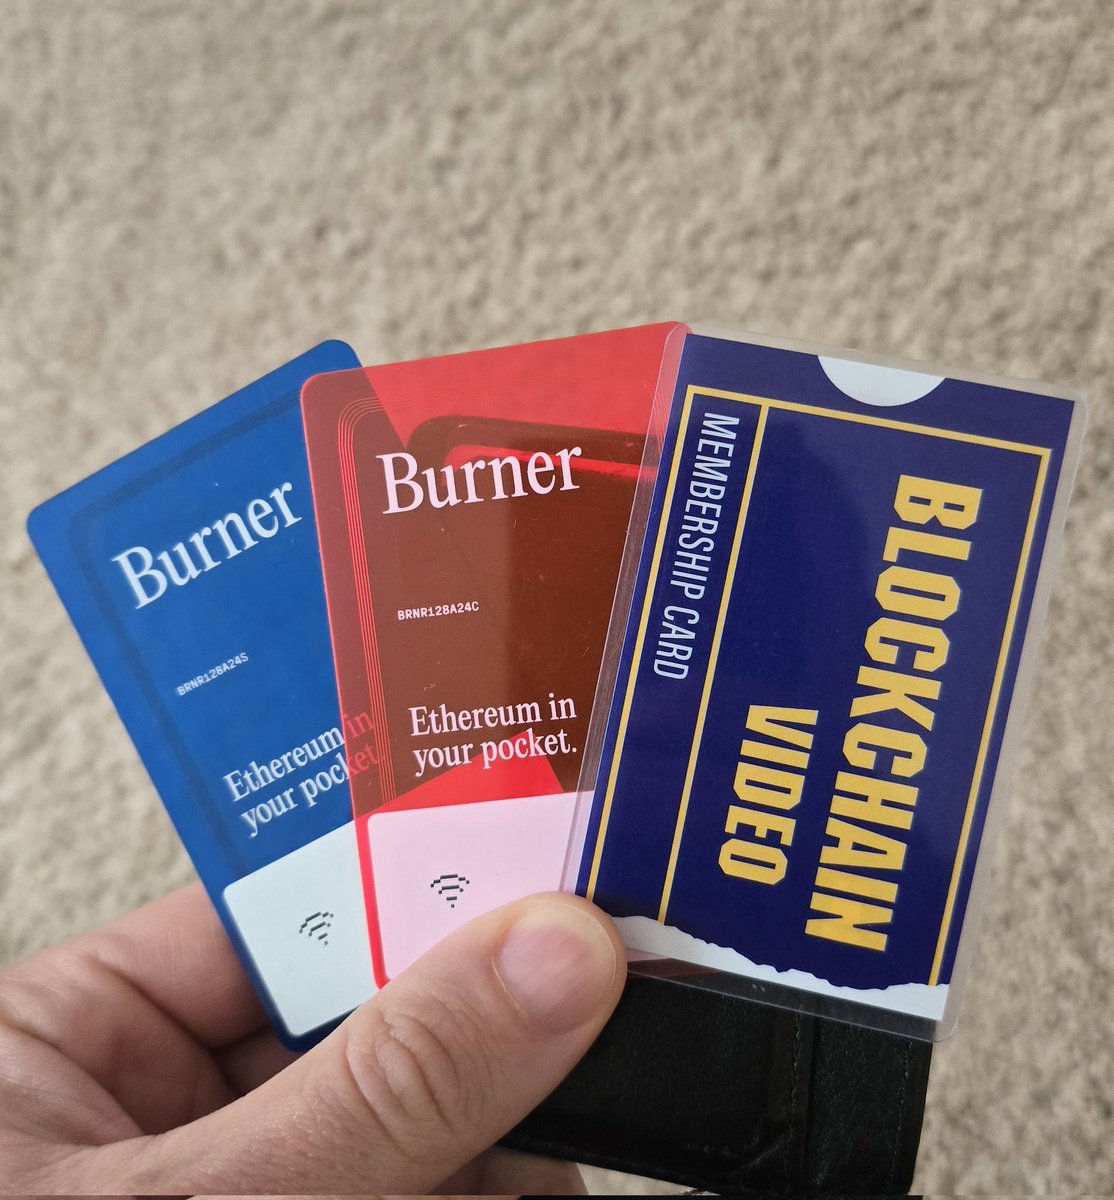 Burner
BRNR128A24S
Ethereum in
your pocket.
Burner
BRNR128A24C
Ethereum in
your pocket.
BLOCKCHAIN
VIDEO
MEMBERSHIP CARD